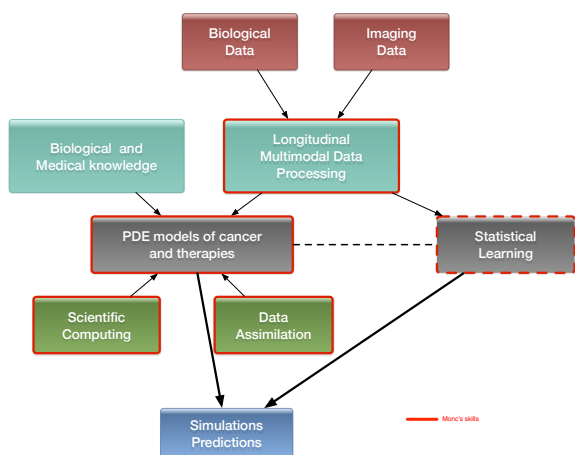 Biological
Data
Imaging
Data
Biological and
Medical knowledge
Longitudinal
Multimodal Data
Processing
PDE models of cancer
and therapies
Statistical
Learning
Scientific
Computing
Data
Assimilation
Simulations
Predictions
Monc's skills